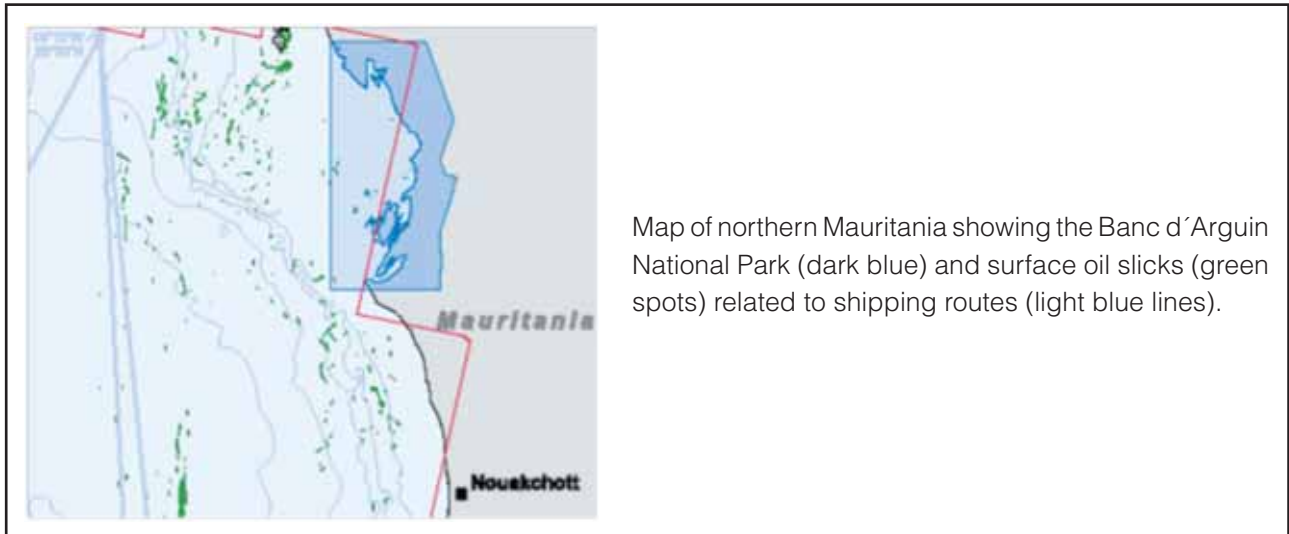 Map of northern Mauritania showing the Banc d´Arguin
National Park (dark blue) and surface oil slicks (green
spots) related to shipping routes (light blue lines).
Mauritania
Nouakchott